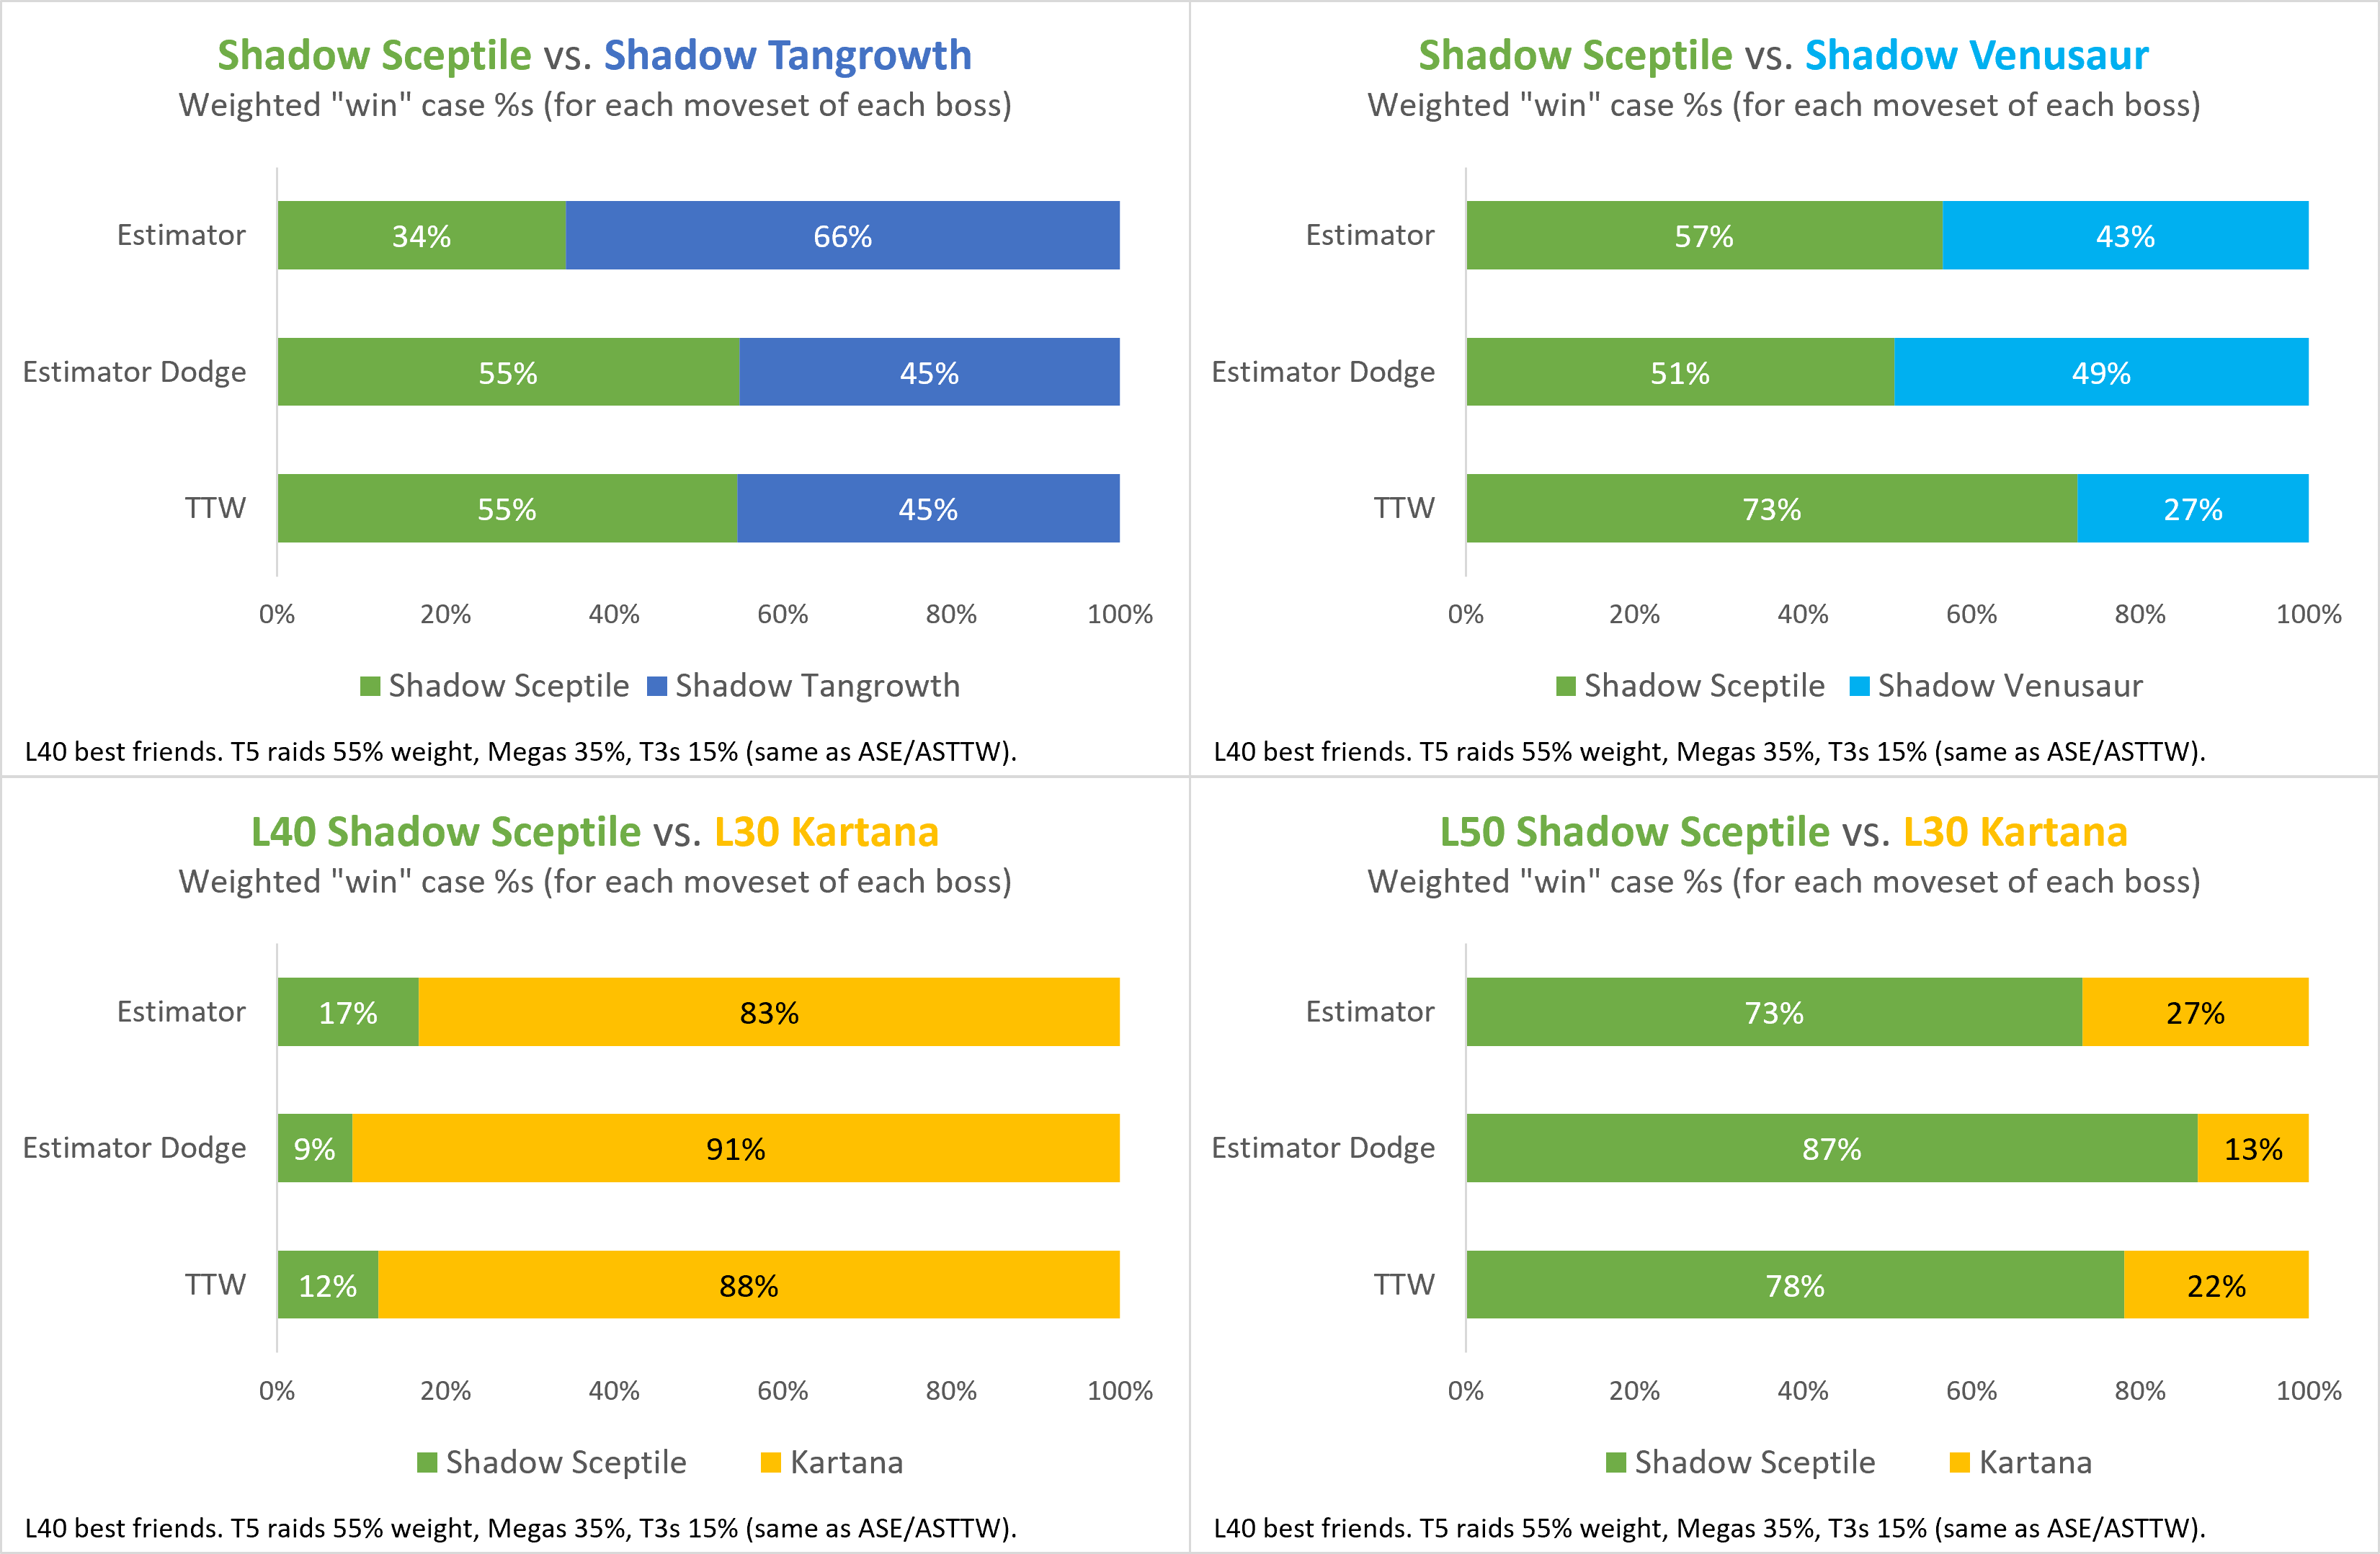 Shadow Sceptile vs. Shadow Tangrowth
Weighted "win" case %s (for each moveset of each boss)
Estimator
34%
66%
Estimator Dodge
55%
45%
TTW
55%
45%
0%
20%
40%
60%
80%
100%
Shadow Sceptile
Shadow Tangrowth
L40 best friends. T5 raids 55% weight, Megas 35%, T3s 15% (same as ASE/ASTTW).
Shadow Sceptile vs. Shadow Venusaur
Weighted "win" case %s (for each moveset of each boss)
Estimator
57%
43%
Estimator Dodge
51%
49%
TTW
73%
27%
0%
20%
40%
60%
80%
100%
Shadow Sceptile
Shadow Venusaur
L40 best friends. T5 raids 55% weight, Megas 35%, T3s 15% (same as ASE/ASTTW).
L40 Shadow Sceptile vs. L30 Kartana
Weighted "win" case %s (for each moveset of each boss)
Estimator
17%
83%
Estimator Dodge
9%
91%
TTW
12%
88%
0%
20%
40%
60%
80%
100%
Shadow Sceptile
Kartana
L40 best friends. T5 raids 55% weight, Megas 35%, T3s 15% (same as ASE/ASTTW).
L50 Shadow Sceptile vs. L30 Kartana
Weighted "win" case %s (for each moveset of each boss)
Estimator
73%
27%
Estimator Dodge
87%
13%
TTW
78%
22%
0%
20%
40%
60%
80%
100%
Shadow Sceptile
Kartana
L40 best friends. T5 raids 55% weight, Megas 35%, T3s 15% (same as ASE/ASTTW).